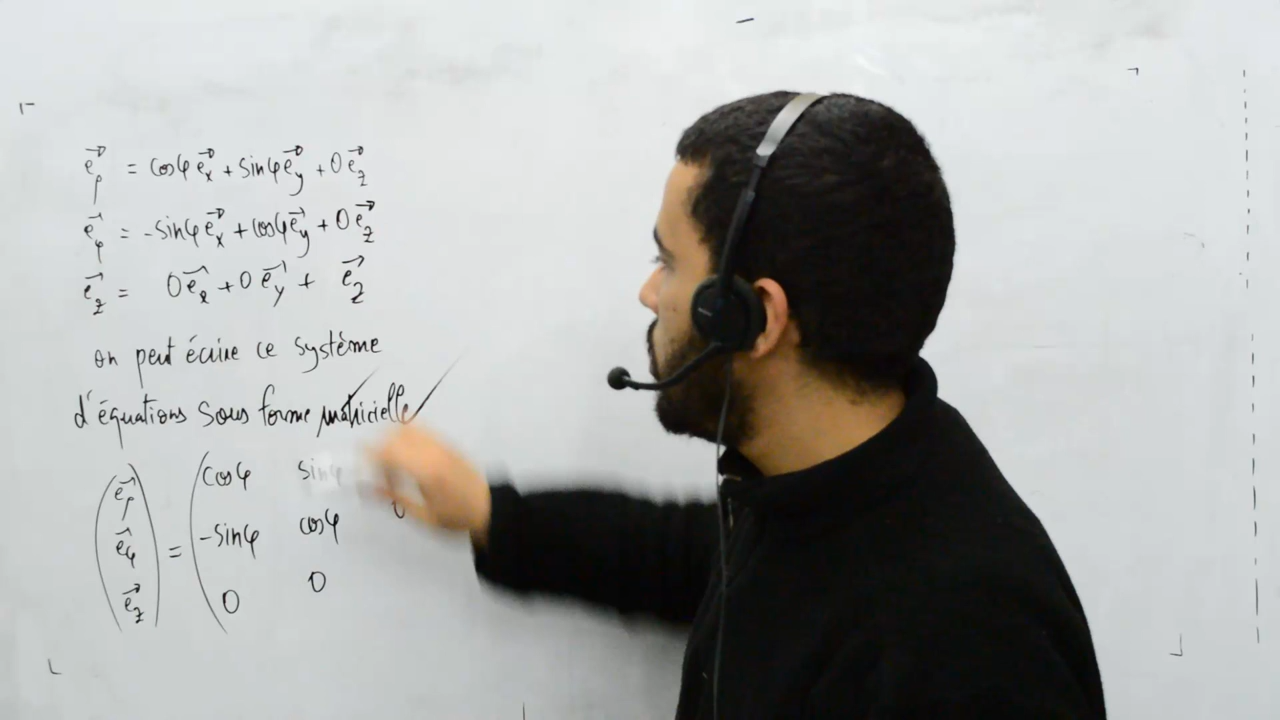 e⃗ρ = cosφ e⃗x + sinφ e⃗y + 0 e⃗z
e⃗φ = -sinφ e⃗x + cosφ e⃗y + 0 e⃗z
e⃗z = 0 e⃗x + 0 e⃗y + e⃗z
on peut écrire ce système
d'équations sous forme matricielle
(e⃗ρ) (cosφ sinφ
(e⃗φ) = (-sinφ cosφ 0
(e⃗z) (0 0